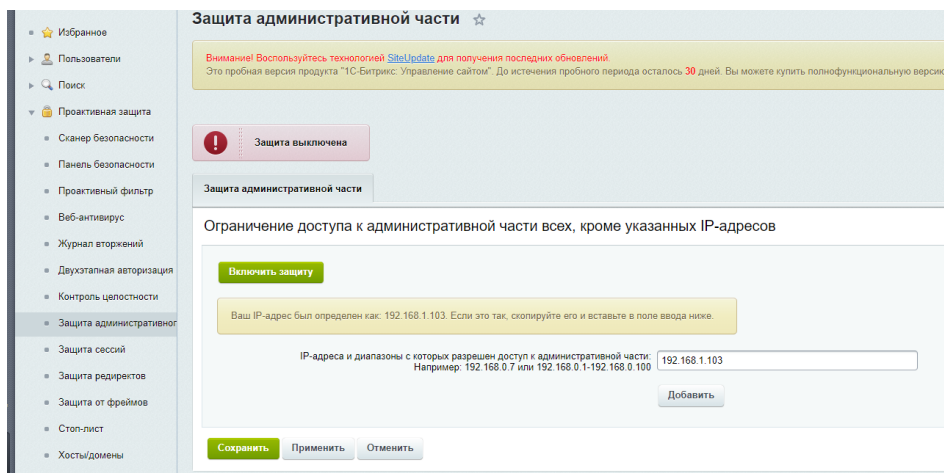 Избранное
Пользователи
Поиск
Проактивная защита
Сканер безопасности
Панель безопасности
Проактивный фильтр
Веб-антивирус
Журнал вторжений
Двухэтапная авторизация
Контроль целостности
Защита административног
Защита сессий
Защита редиректов
Защита от фреймов
Стоп-лист
Хосты/домены
Защита административной части
Внимание! Воспользуйтесь технологией SiteUpdate для получения последних обновлений.
Это пробная версия продукта "1С-Битрикс: Управление сайтом". До истечения пробного периода осталось 30 дней. Вы можете купить полнофункциональную версию
Защита выключена
Защита административной части
Ограничение доступа к административной части всех, кроме указанных IP-адресов
Включить защиту
Ваш IP-адрес был определен как: 192.168.1.103. Если это так, скопируйте его и вставьте в поле ввода ниже.
IP-адреса и диапазоны с которых разрешен доступ к административной части:
Например: 192.168.0.7 или 192.168.0.1-192.168.0.100
192.168.1.103
Добавить
Сохранить Применить Отменить